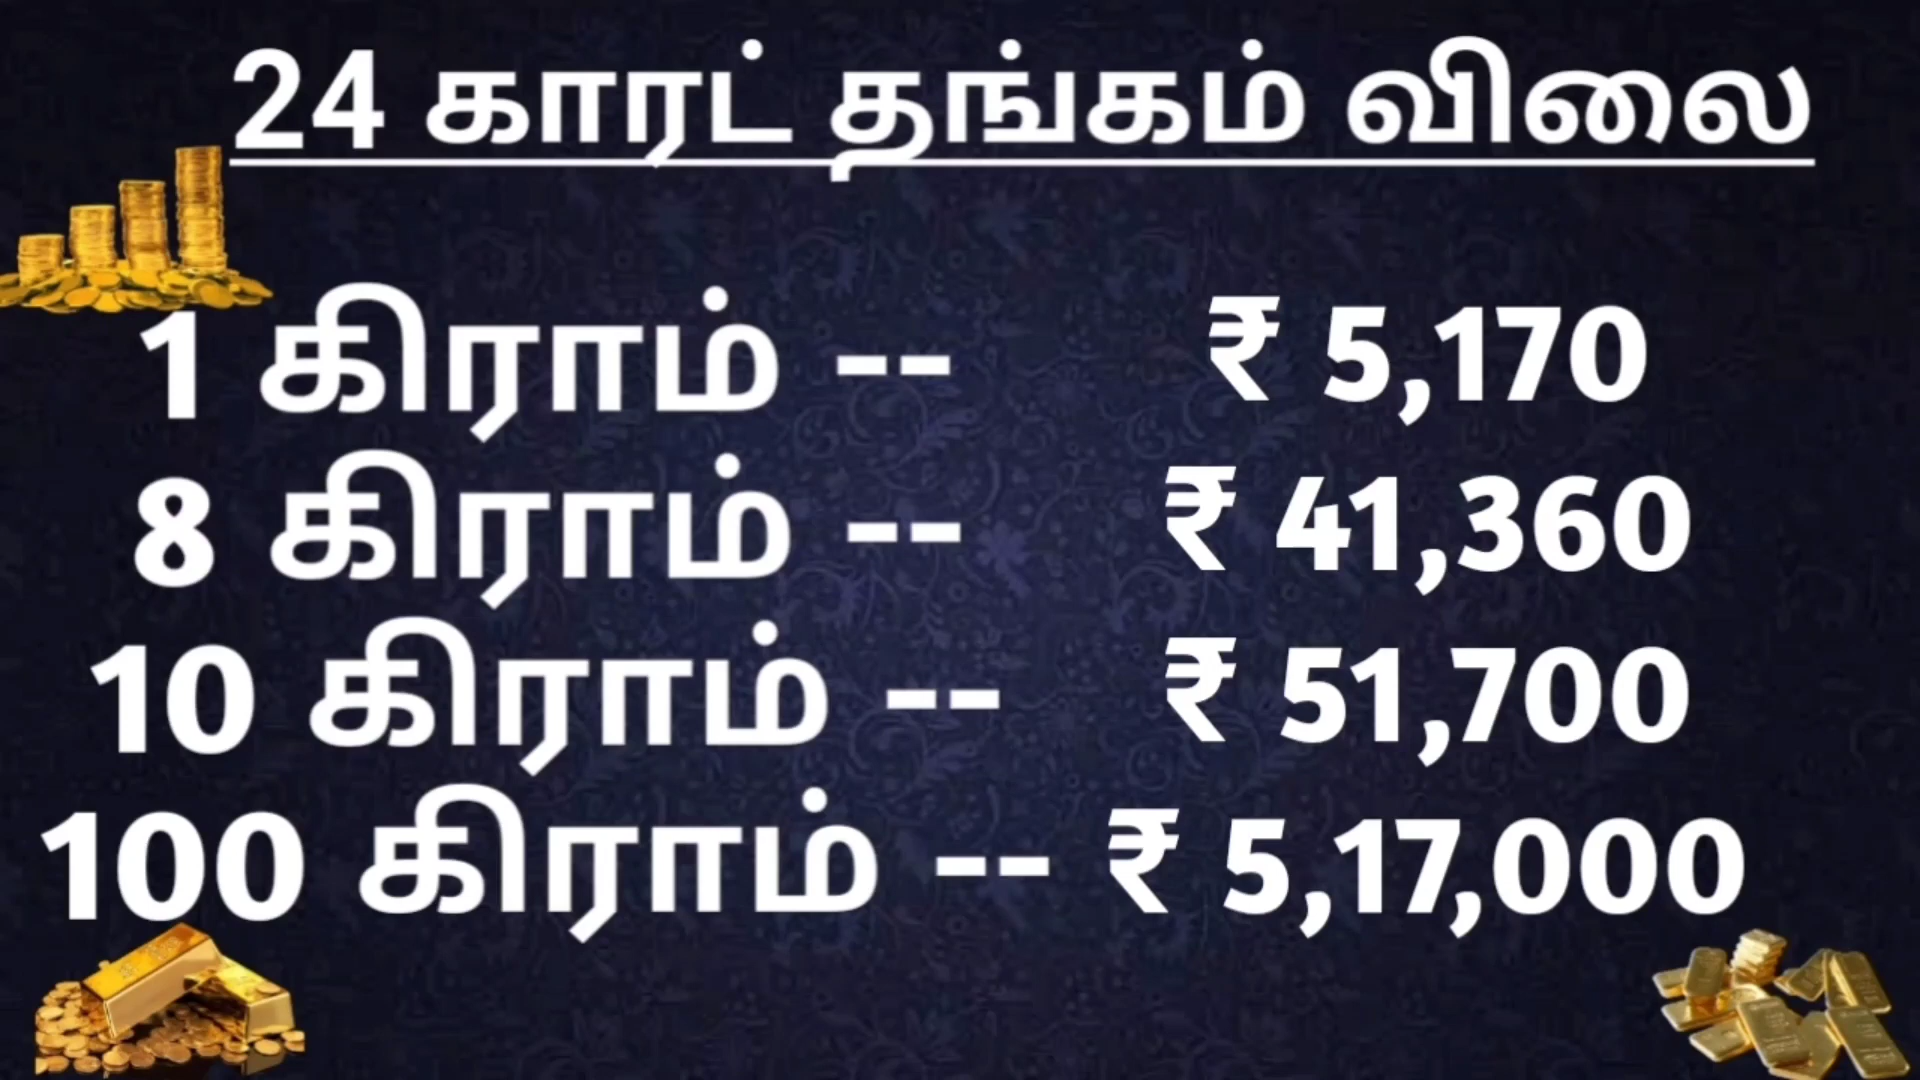 24 காரட் தங்கம் விலை
1 கிராம் -- ₹ 5,170
8 கிராம் -- ₹ 41,360
10 கிராம் -- ₹ 51,700
100 கிராம் -- ₹ 5,17,000